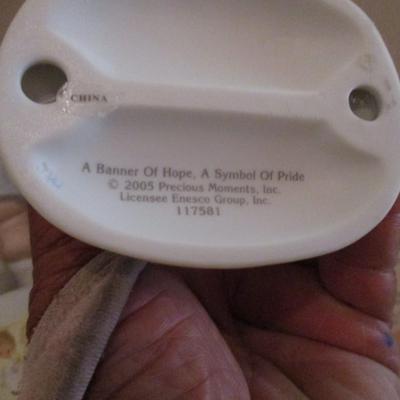 CHINA
A Banner Of Hope, A Symbol Of Pride
© 2005 Precious Moments, Inc.
Licensee Enesco Group, Inc.
117581